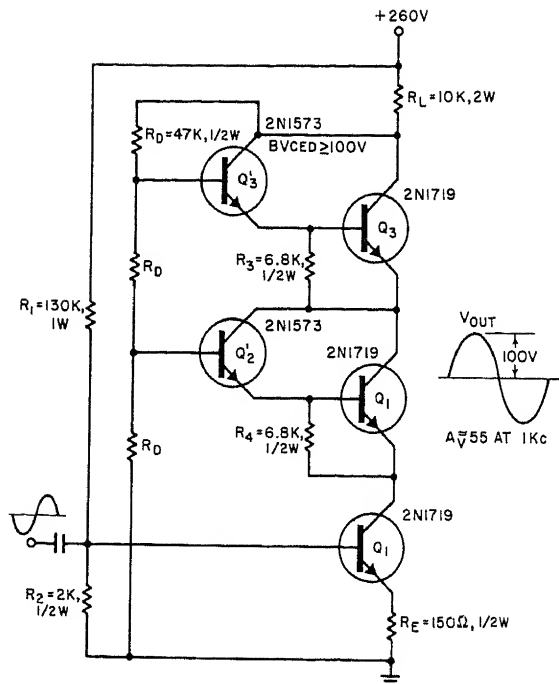 +260V
RL=10K, 2W
2N1573
RD=47K, 1/2W
BVCED≥100V
2N1719
Q'3
Q3
R3=6.8K,
1/2W
RD
R1=130K,
1W
2N1573
VOUT
100V
2N1719
Q'2
Q1
R4=6.8K,
1/2W
AV≈55 AT 1Kc
RD
2N1719
Q1
R2=2K,
1/2W
RE=150Ω, 1/2W